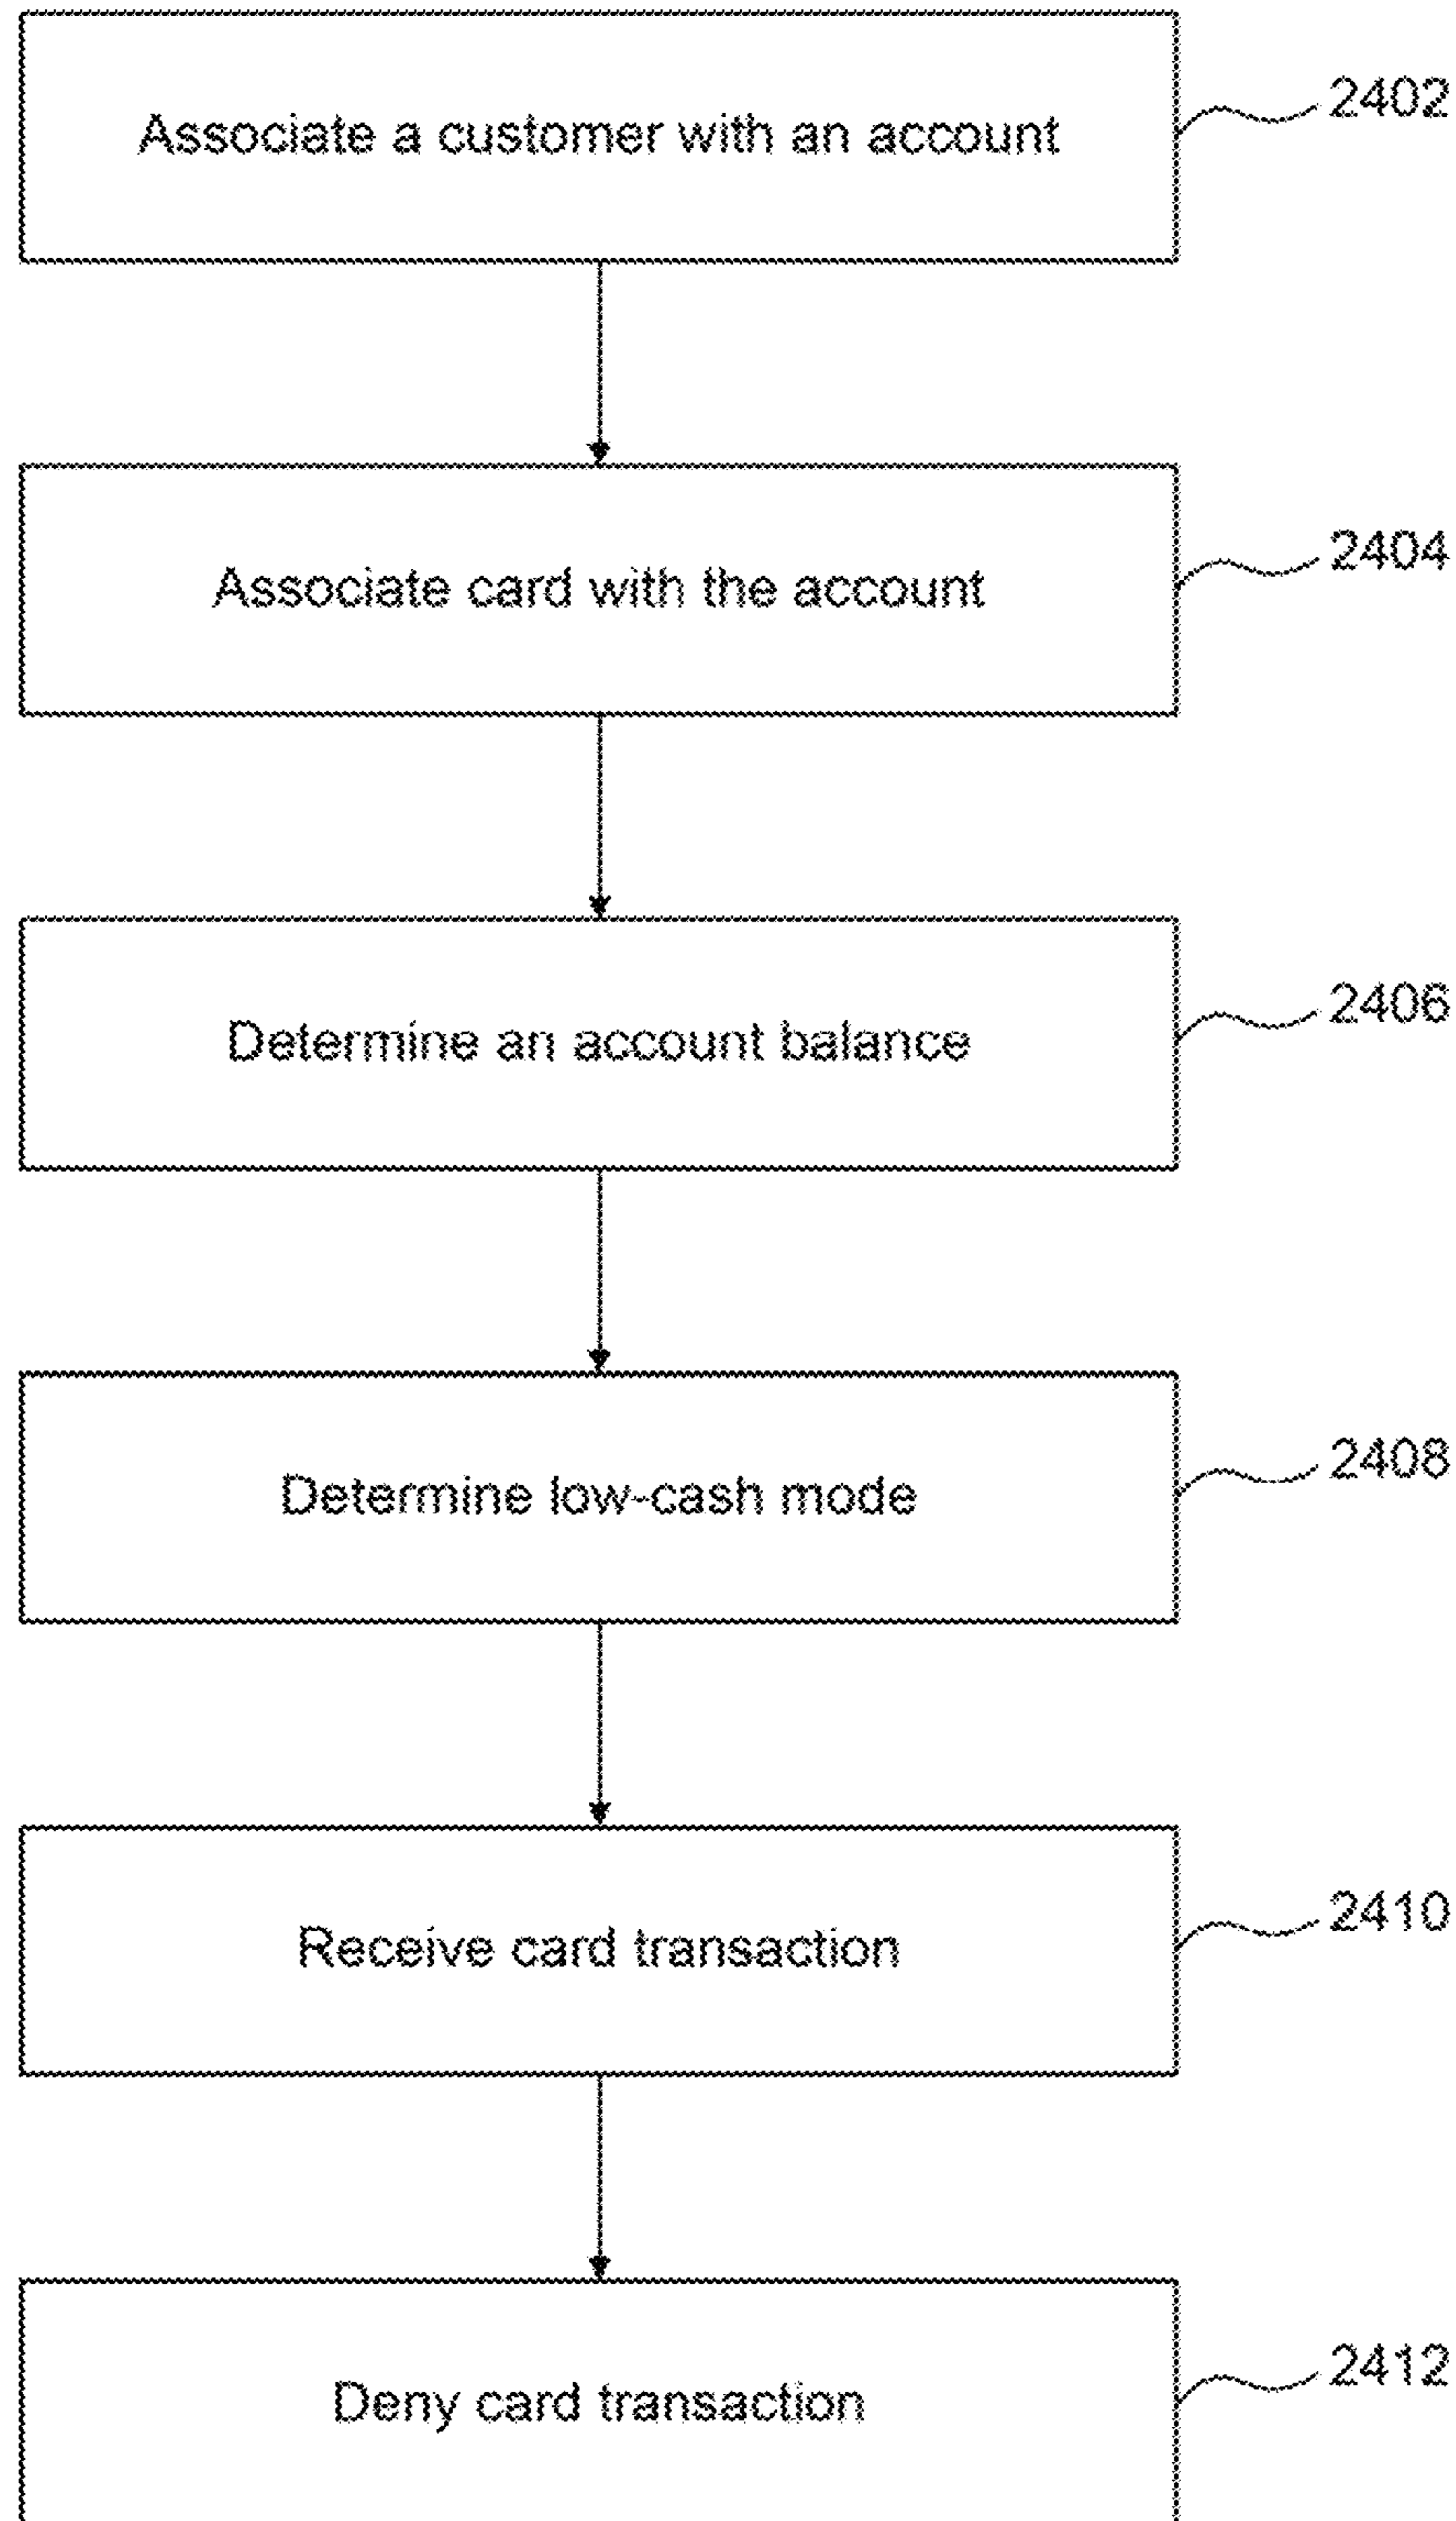 Associate a customer with an account
2402
Associate card with the account
2404
Determine an account balance
2406
Determine low-cash mode
2408
Receive card transaction
2410
Deny card transaction
2412